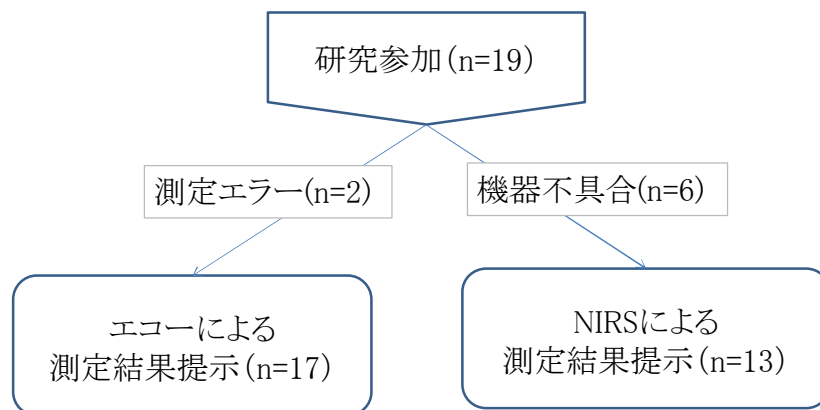 研究参加(n=19)
測定エラー(n=2)
機器不具合(n=6)
エコーによる
測定結果提示(n=17)
NIRSによる
測定結果提示(n=13)